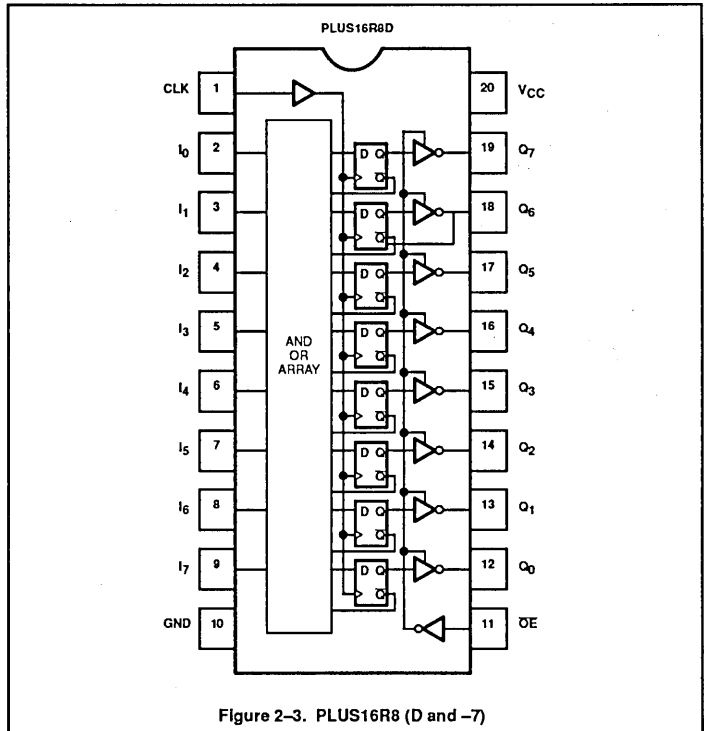 PLUS16R8D
CLK 1
20 VCC
I0 2
D Q
Q̅
19 Q7
I1 3
D Q
Q̅
18 Q6
I2 4
D Q
Q̅
17 Q5
I3 5
D Q
Q̅
16 Q4
AND
OR
ARRAY
I4 6
D Q
Q̅
15 Q3
I5 7
D Q
Q̅
14 Q2
I6 8
D Q
Q̅
13 Q1
I7 9
D Q
Q̅
12 Q0
GND 10
11 O̅E̅
Figure 2–3. PLUS16R8 (D and –7)